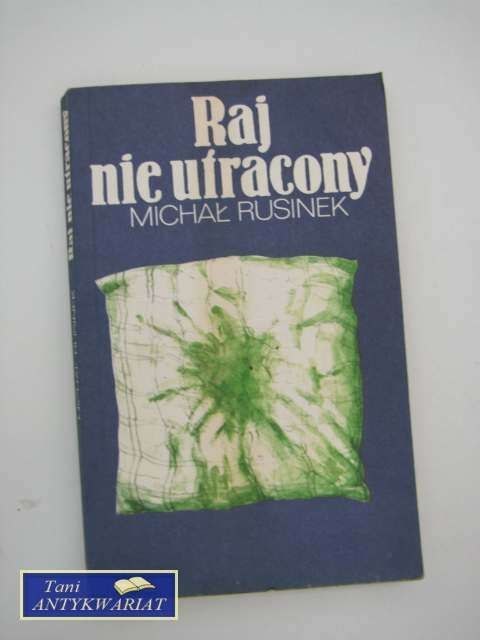 Raj
nie utracony
MICHAŁ RUSINEK
Raj nie utracony
Tani
ANTYKWARIAT